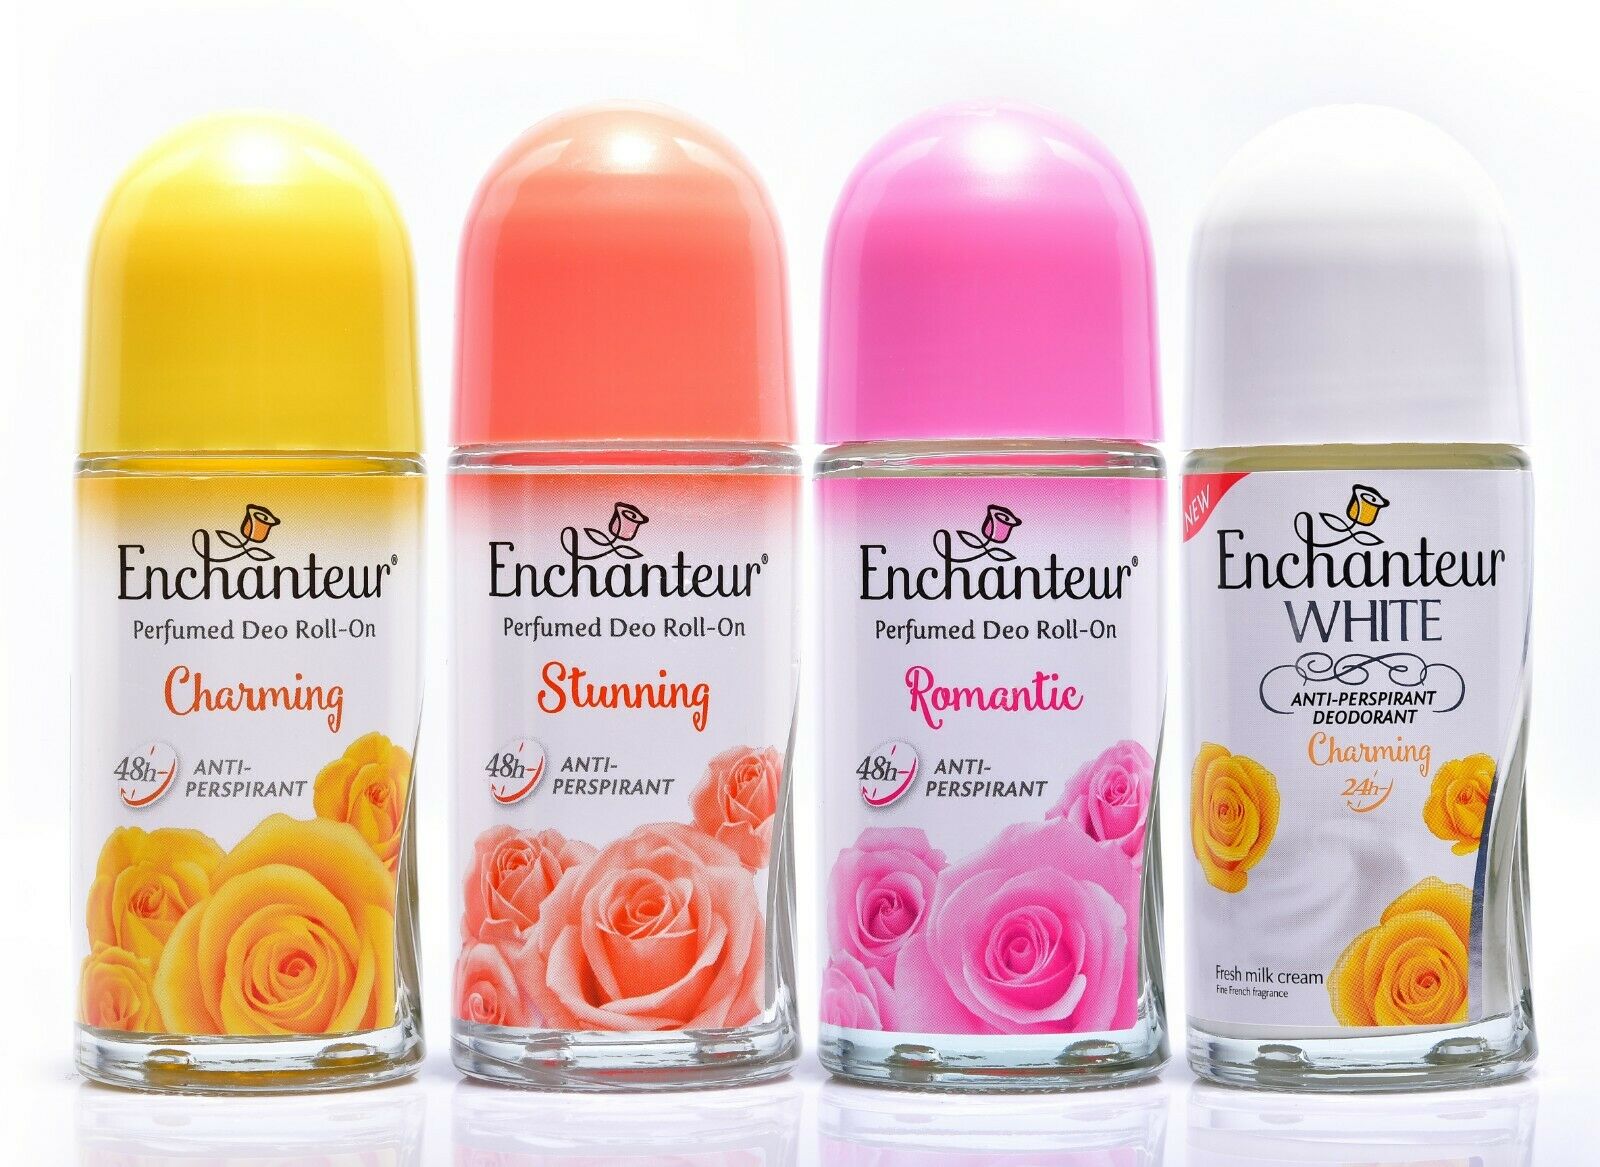 Enchanteur®
Perfumed Deo Roll-On
Charming
48h
ANTI-
PERSPIRANT
Enchanteur®
Perfumed Deo Roll-On
Stunning
48h
ANTI-
PERSPIRANT
Enchanteur®
Perfumed Deo Roll-On
Romantic
48h
ANTI-
PERSPIRANT
NEW
Enchanteur
WHITE
ANTI-PERSPIRANT
DEODORANT
Charming
24h
Fresh milk cream
Fine French fragrance